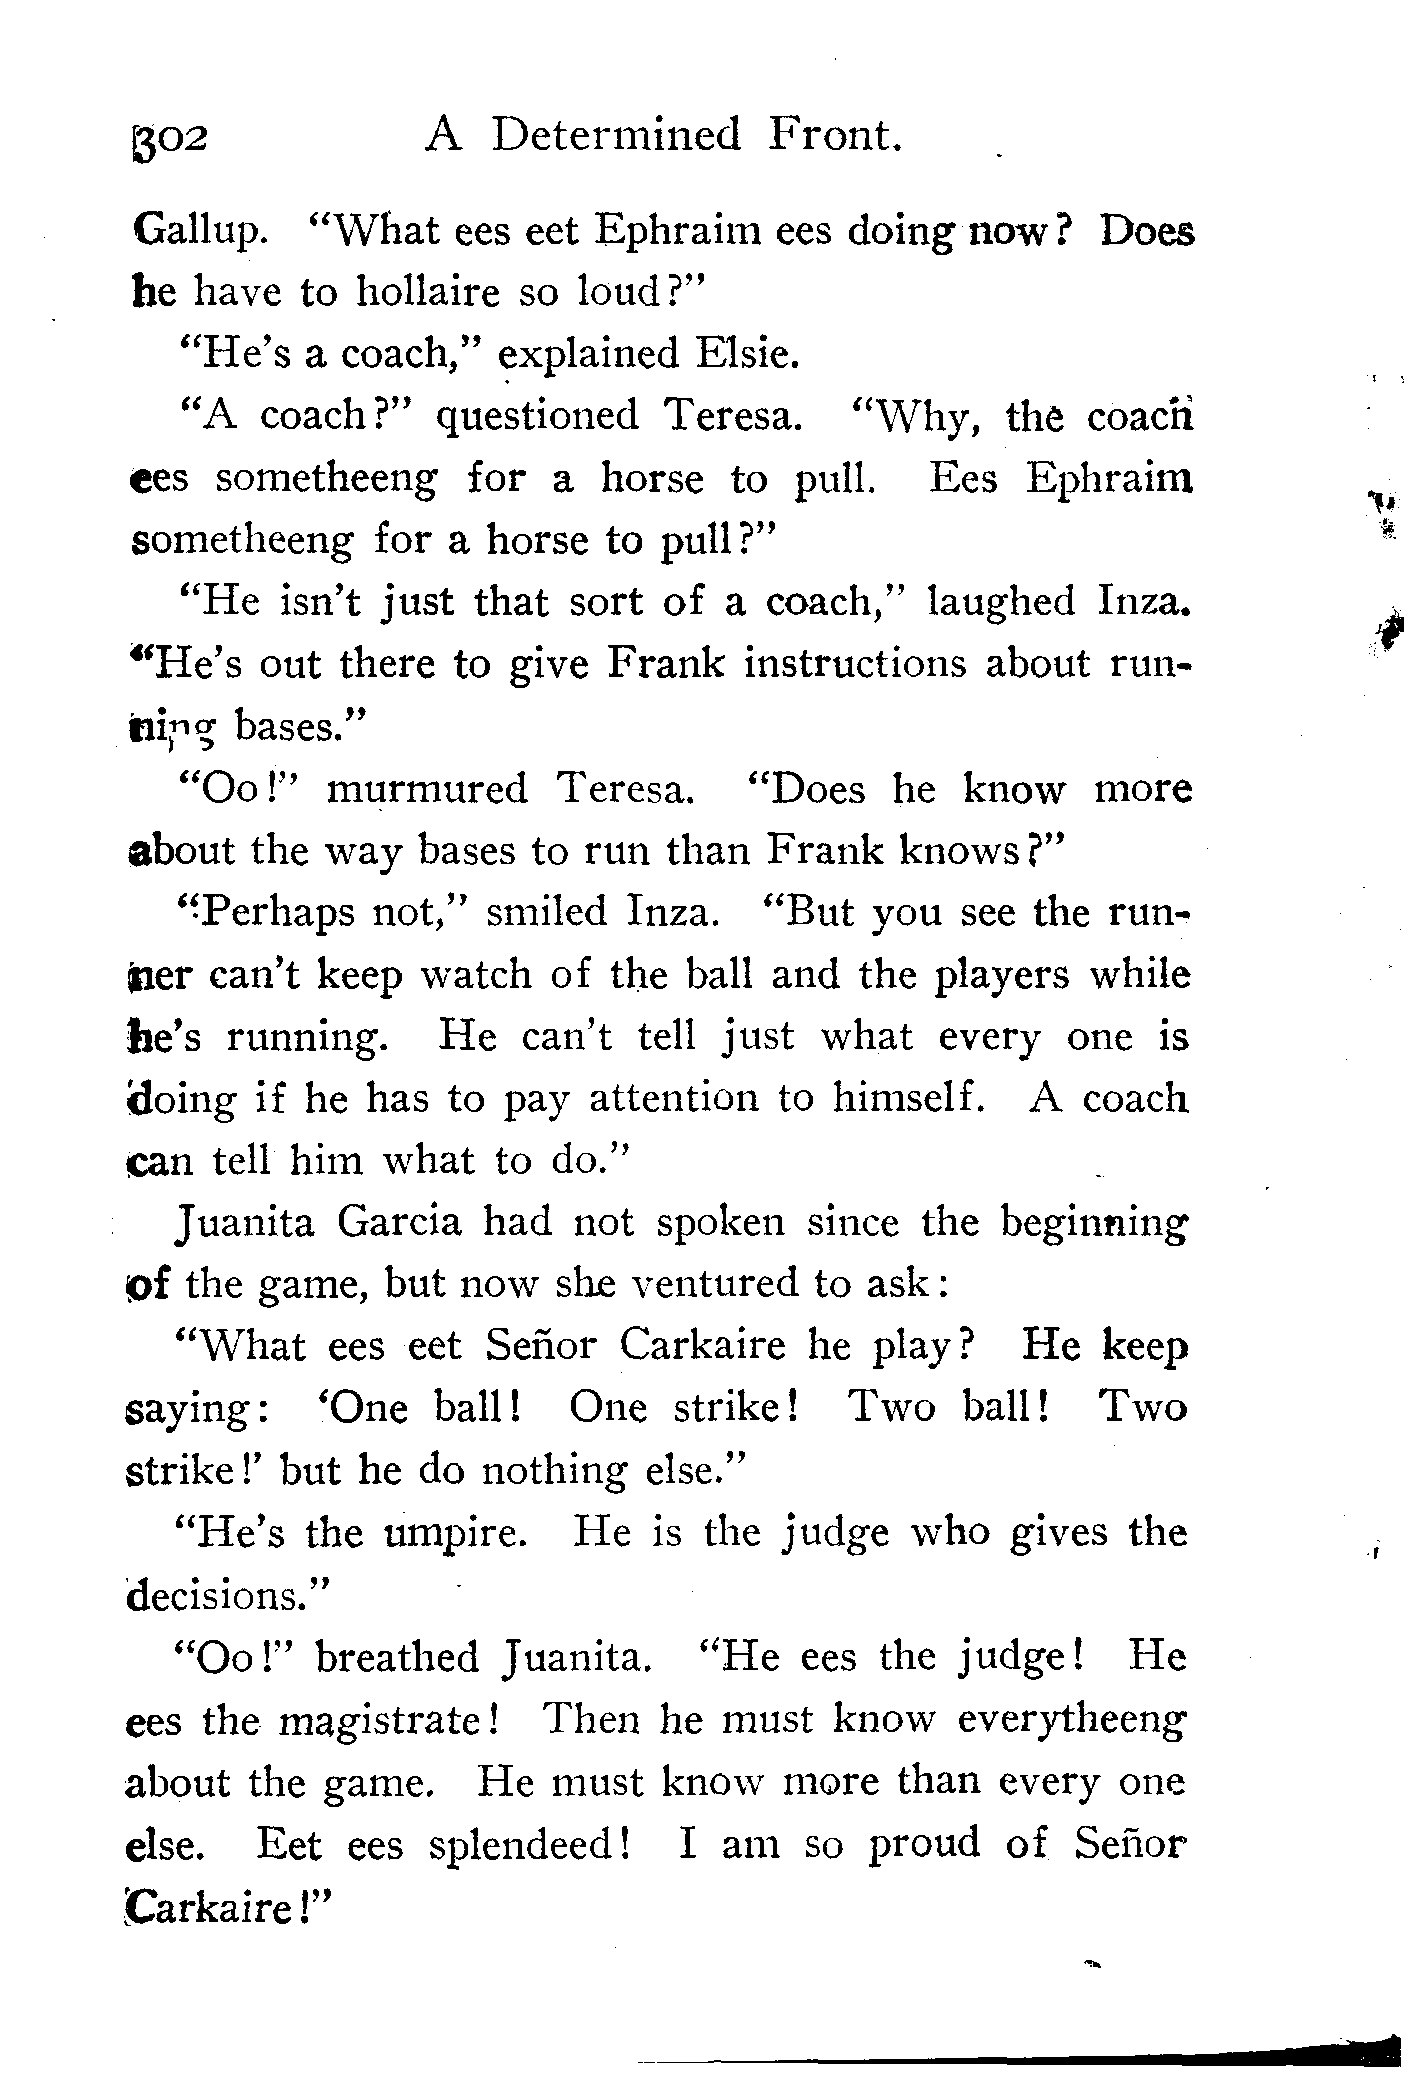 302 A Determined Front.
Gallup. "What ees eet Ephraim ees doing now? Does
he have to hollaire so loud?"
"He's a coach," explained Elsie.
"A coach?" questioned Teresa. "Why, the coach
ees sometheeng for a horse to pull. Ees Ephraim
sometheeng for a horse to pull?"
"He isn't just that sort of a coach," laughed Inza.
"He's out there to give Frank instructions about run-
ning bases."
"Oo!" murmured Teresa. "Does he know more
about the way bases to run than Frank knows?"
"Perhaps not," smiled Inza. "But you see the run-
ner can't keep watch of the ball and the players while
he's running. He can't tell just what every one is
doing if he has to pay attention to himself. A coach
can tell him what to do."
Juanita Garcia had not spoken since the beginning
of the game, but now she ventured to ask:
"What ees eet Señor Carkaire he play? He keep
saying: 'One ball! One strike! Two ball! Two
strike!' but he do nothing else."
"He's the umpire. He is the judge who gives the
decisions."
"Oo!" breathed Juanita. "He ees the judge! He
ees the magistrate! Then he must know everytheeng
about the game. He must know more than every one
else. Eet ees splendeed! I am so proud of Señor
Carkaire!"